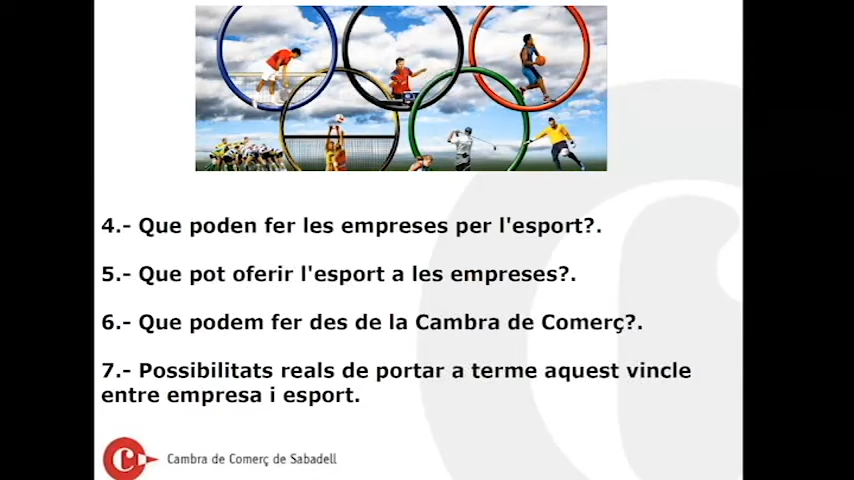 4.- Que poden fer les empreses per l'esport?.
5.- Que pot oferir l'esport a les empreses?.
6.- Que podem fer des de la Cambra de Comerç?.
7.- Possibilitats reals de portar a terme aquest vincle
entre empresa i esport.
Cambra de Comerç de Sabadell